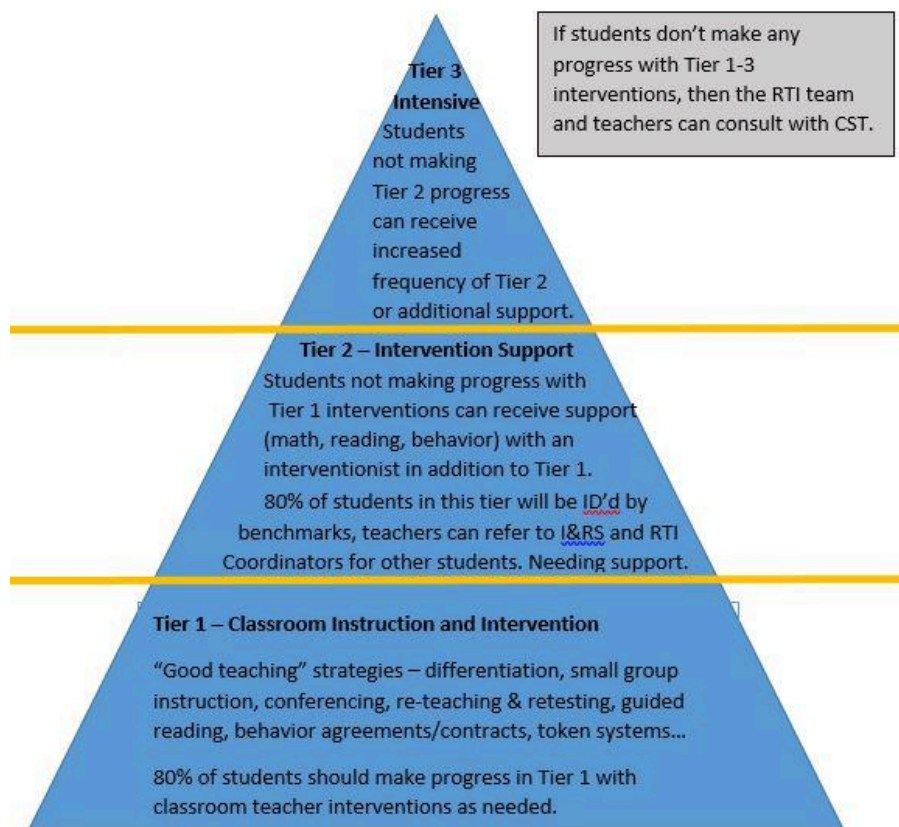 Tier 3
Intensive
Students
not making
Tier 2 progress
can receive
increased
frequency of Tier 2
or additional support.
If students don’t make any
progress with Tier 1-3
interventions, then the RTI team
and teachers can consult with CST.
Tier 2 – Intervention Support
Students not making progress with
Tier 1 interventions can receive support
(math, reading, behavior) with an
interventionist in addition to Tier 1.
80% of students in this tier will be ID’d by
benchmarks, teachers can refer to I&RS and RTI
Coordinators for other students. Needing support.
Tier 1 – Classroom Instruction and Intervention
“Good teaching” strategies – differentiation, small group
instruction, conferencing, re-teaching & retesting, guided
reading, behavior agreements/contracts, token systems…
80% of students should make progress in Tier 1 with
classroom teacher interventions as needed.